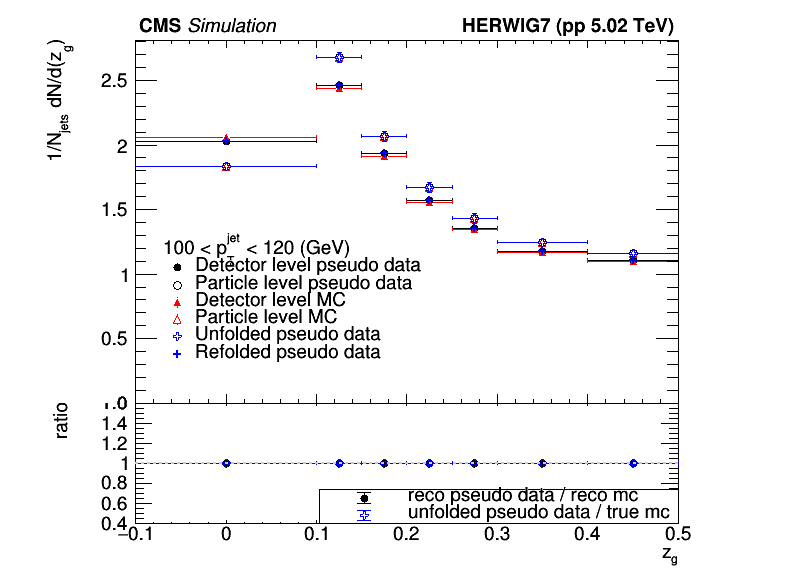 CMS Simulation HERWIG7 (pp 5.02 TeV)
1/N_jets dN/d(z_g)
2.5
2
1.5
1
0.5
100 < p_T^jet < 120 (GeV)
Detector level pseudo data
Particle level pseudo data
Detector level MC
Particle level MC
Unfolded pseudo data
Refolded pseudo data
ratio
1.4
1.2
1
0.8
0.6
0.4
reco pseudo data / reco mc
unfolded pseudo data / true mc
−0.1 0 0.1 0.2 0.3 0.4 0.5
z_g